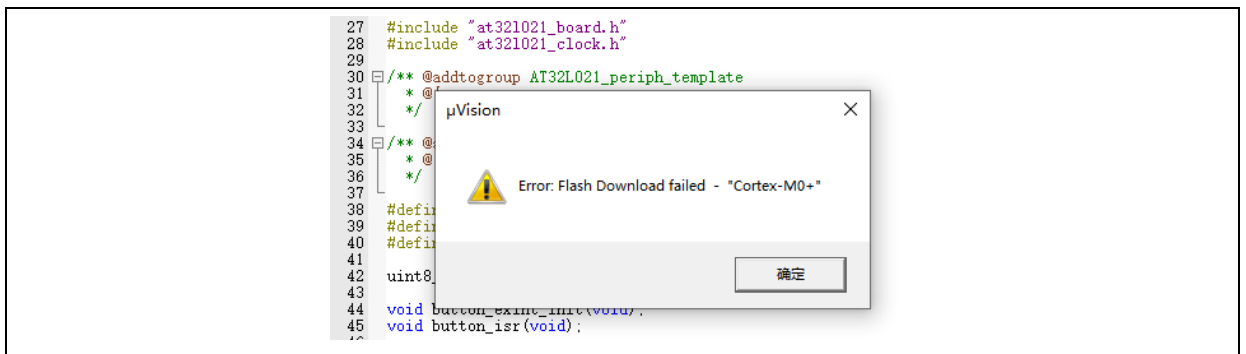 27 #include "at32l021_board.h"
28 #include "at32l021_clock.h"
29
30 /** @addtogroup AT32L021_periph_template
31 * @
32 */
33
34 /** @
35 * @
36 */
37
38 #defi
39 #defi
40 #defi
41
42 uint8_
43
44 void button_exint_init(void);
45 void button_isr(void);
µVision
Error: Flash Download failed - "Cortex-M0+"
确定